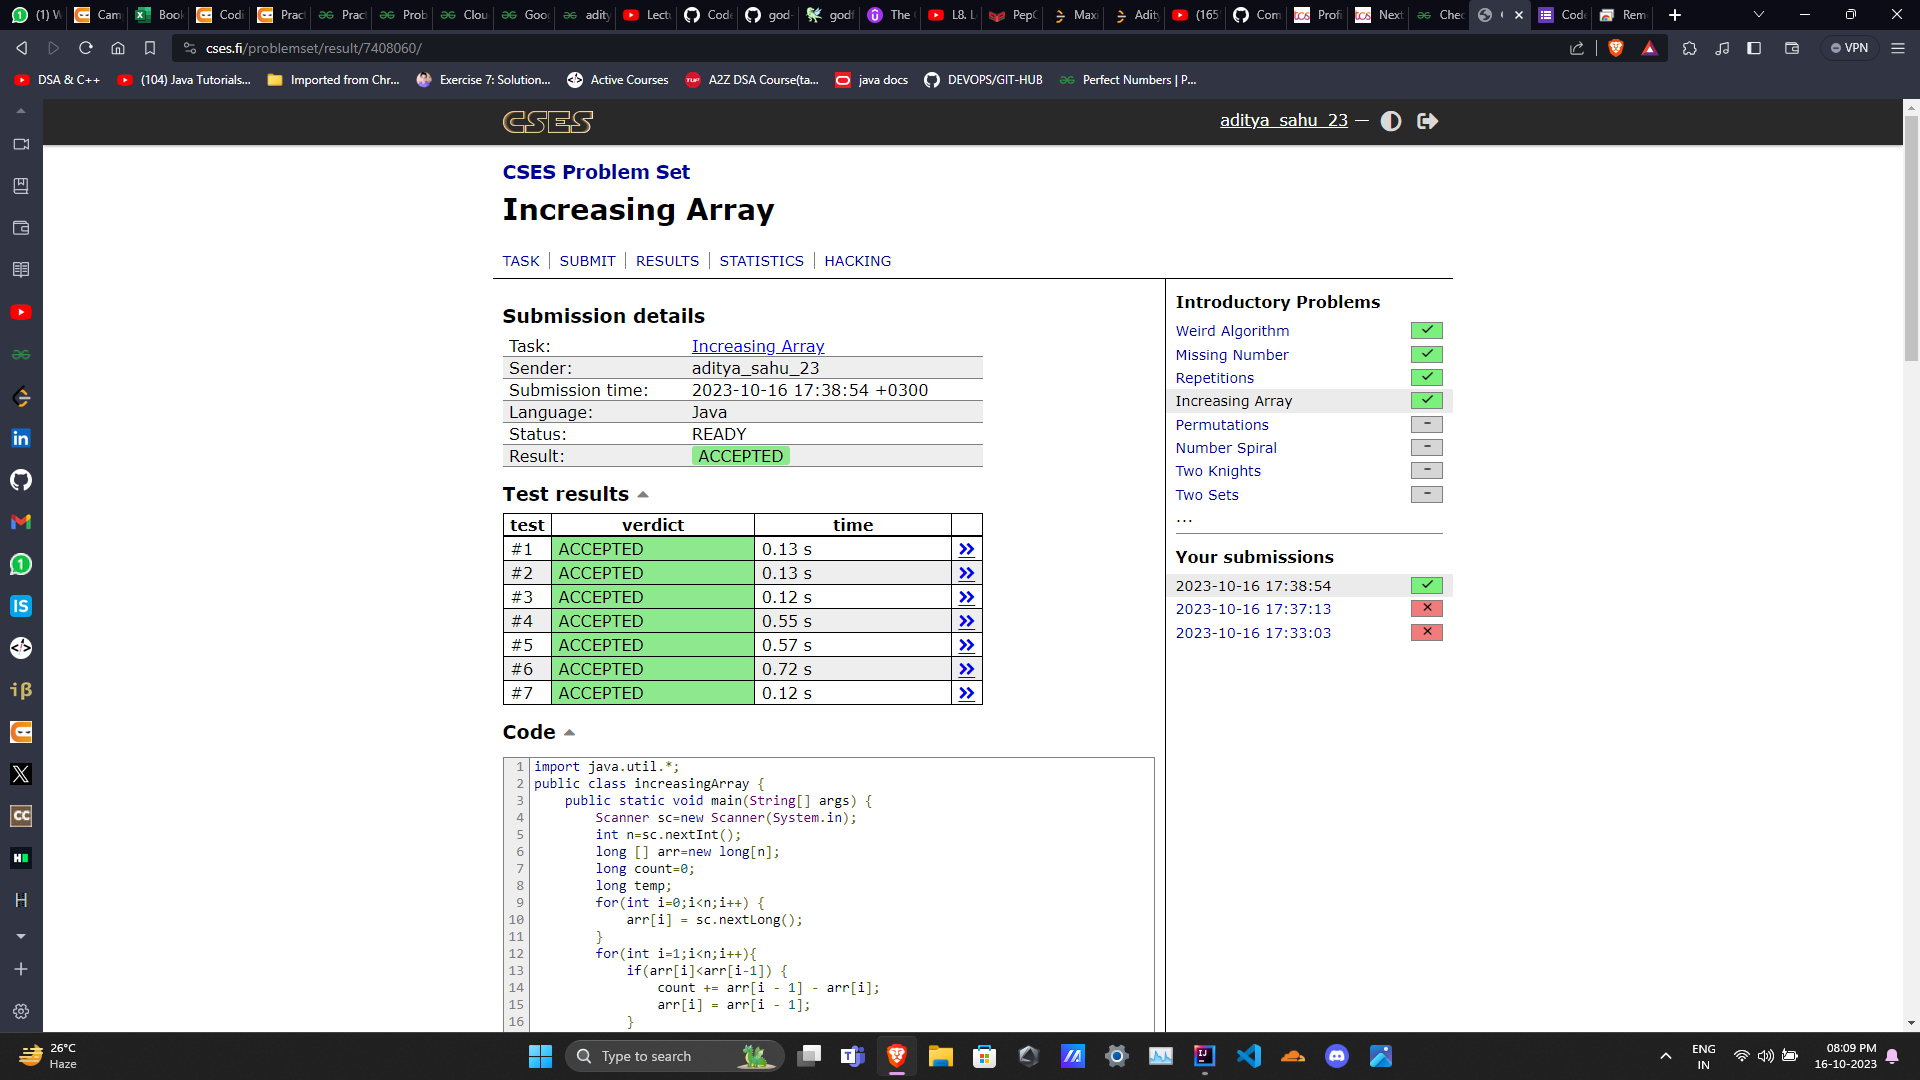 (1) W
Camp
Book
Codi
Pract
Pract
Prob
Clou
Goog
adity
Lectu
Code
god-
godf
The C
L8. L
PepC
Maxi
Adity
(165
Com
Profi
Next
Chec
Code
Rem
cses.fi/problemset/result/7408060/
VPN
DSA & C++
(104) Java Tutorials...
Imported from Chr...
Exercise 7: Solution...
Active Courses
A2Z DSA Course(ta...
java docs
DEVOPS/GIT-HUB
Perfect Numbers | P...
CSES
aditya_sahu_23 —
CSES Problem Set
Increasing Array
TASK | SUBMIT | RESULTS | STATISTICS | HACKING
Submission details
Task: Increasing Array
Sender: aditya_sahu_23
Submission time: 2023-10-16 17:38:54 +0300
Language: Java
Status: READY
Result: ACCEPTED
Test results
test verdict time
#1 ACCEPTED 0.13 s »
#2 ACCEPTED 0.13 s »
#3 ACCEPTED 0.12 s »
#4 ACCEPTED 0.55 s »
#5 ACCEPTED 0.57 s »
#6 ACCEPTED 0.72 s »
#7 ACCEPTED 0.12 s »
Code
1 import java.util.*;
2 public class increasingArray {
3 public static void main(String[] args) {
4 Scanner sc=new Scanner(System.in);
5 int n=sc.nextInt();
6 long [] arr=new long[n];
7 long count=0;
8 long temp;
9 for(int i=0;i<n;i++) {
10 arr[i] = sc.nextLong();
11 }
12 for(int i=1;i<n;i++){
13 if(arr[i]<arr[i-1]) {
14 count += arr[i - 1] - arr[i];
15 arr[i] = arr[i - 1];
16 }
Introductory Problems
Weird Algorithm
Missing Number
Repetitions
Increasing Array
Permutations –
Number Spiral –
Two Knights –
Two Sets –
...
Your submissions
2023-10-16 17:38:54
2023-10-16 17:37:13
2023-10-16 17:33:03
26°C
Haze
Type to search
ENG
IN
08:09 PM
16-10-2023